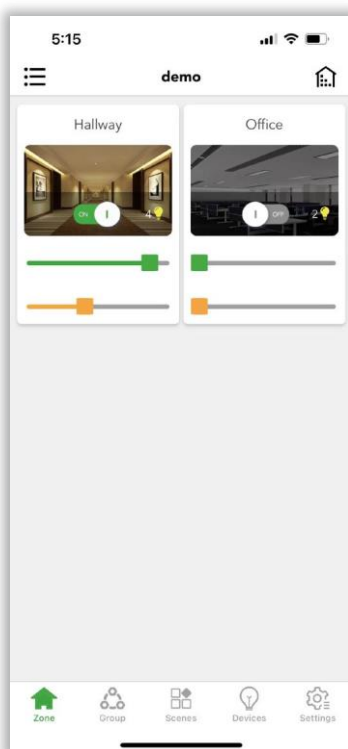 5:15
demo
Hallway
Office
ON
4
OFF
2
Zone
Group
Scenes
Devices
Settings